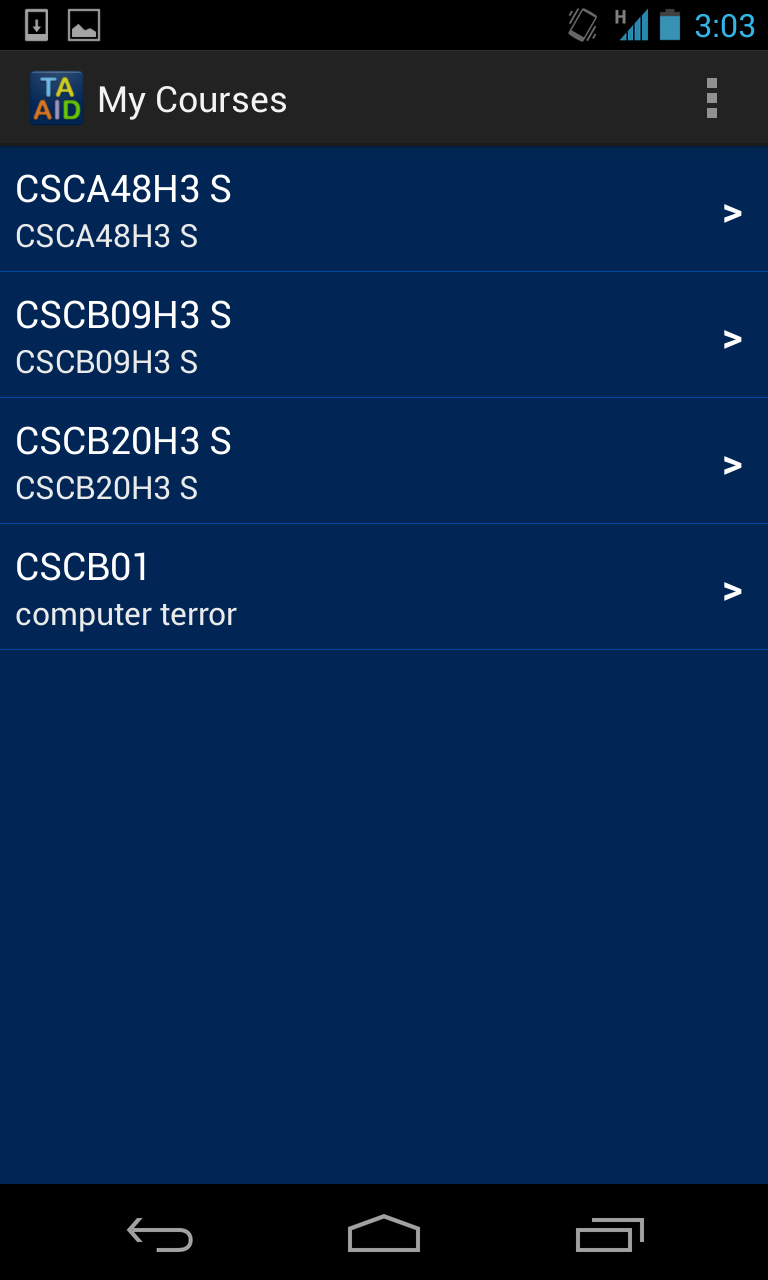 H 3:03
TA
AID
My Courses
CSCA48H3 S
CSCA48H3 S
>
CSCB09H3 S
CSCB09H3 S
>
CSCB20H3 S
CSCB20H3 S
>
CSCB01
computer terror
>